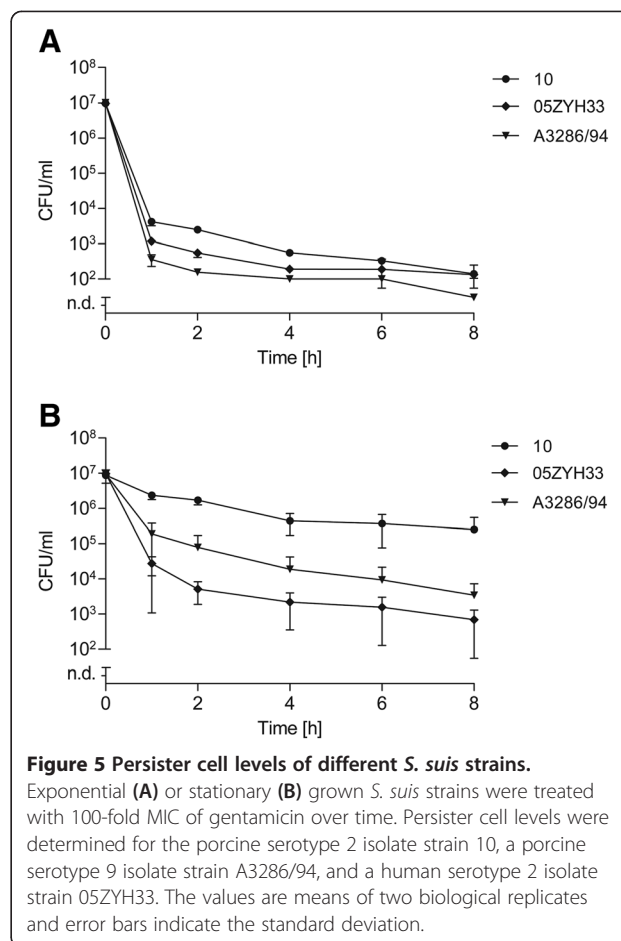 A
10⁸
10⁷
10⁶
10⁵
10⁴
10³
10²
n.d.
CFU/ml
0
2
4
6
8
Time [h]
10
05ZYH33
A3286/94
B
10⁸
10⁷
10⁶
10⁵
10⁴
10³
10²
n.d.
CFU/ml
0
2
4
6
8
Time [h]
10
05ZYH33
A3286/94
Figure 5 Persister cell levels of different S. suis strains.
Exponential (A) or stationary (B) grown S. suis strains were treated
with 100-fold MIC of gentamicin over time. Persister cell levels were
determined for the porcine serotype 2 isolate strain 10, a porcine
serotype 9 isolate strain A3286/94, and a human serotype 2 isolate
strain 05ZYH33. The values are means of two biological replicates
and error bars indicate the standard deviation.